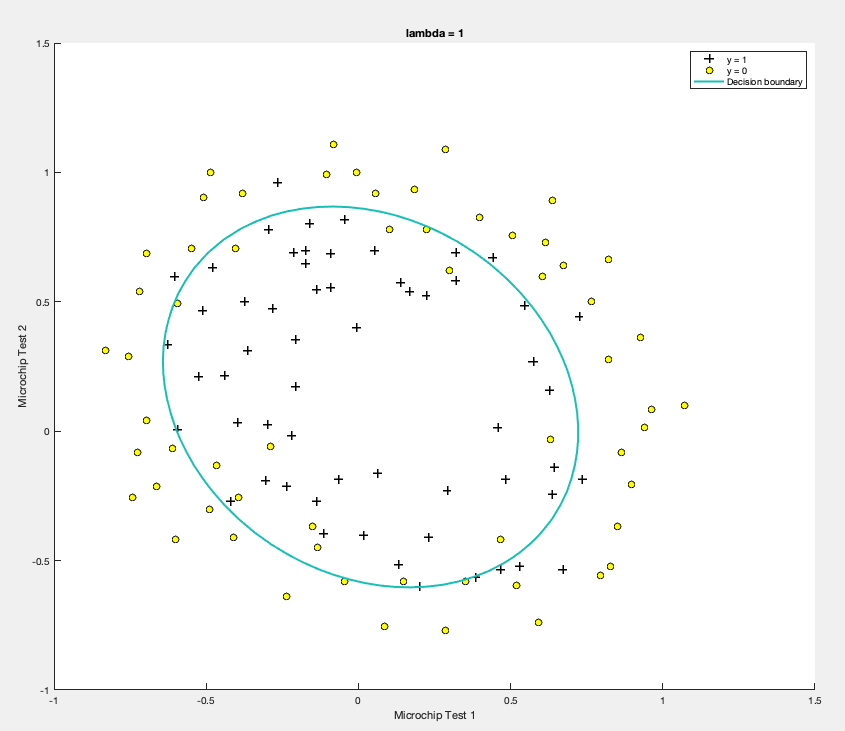 lambda = 1
y = 1
y = 0
Decision boundary
1.5
1
0.5
0
-0.5
-1
Microchip Test 2
-1 -0.5 0 0.5 1 1.5
Microchip Test 1